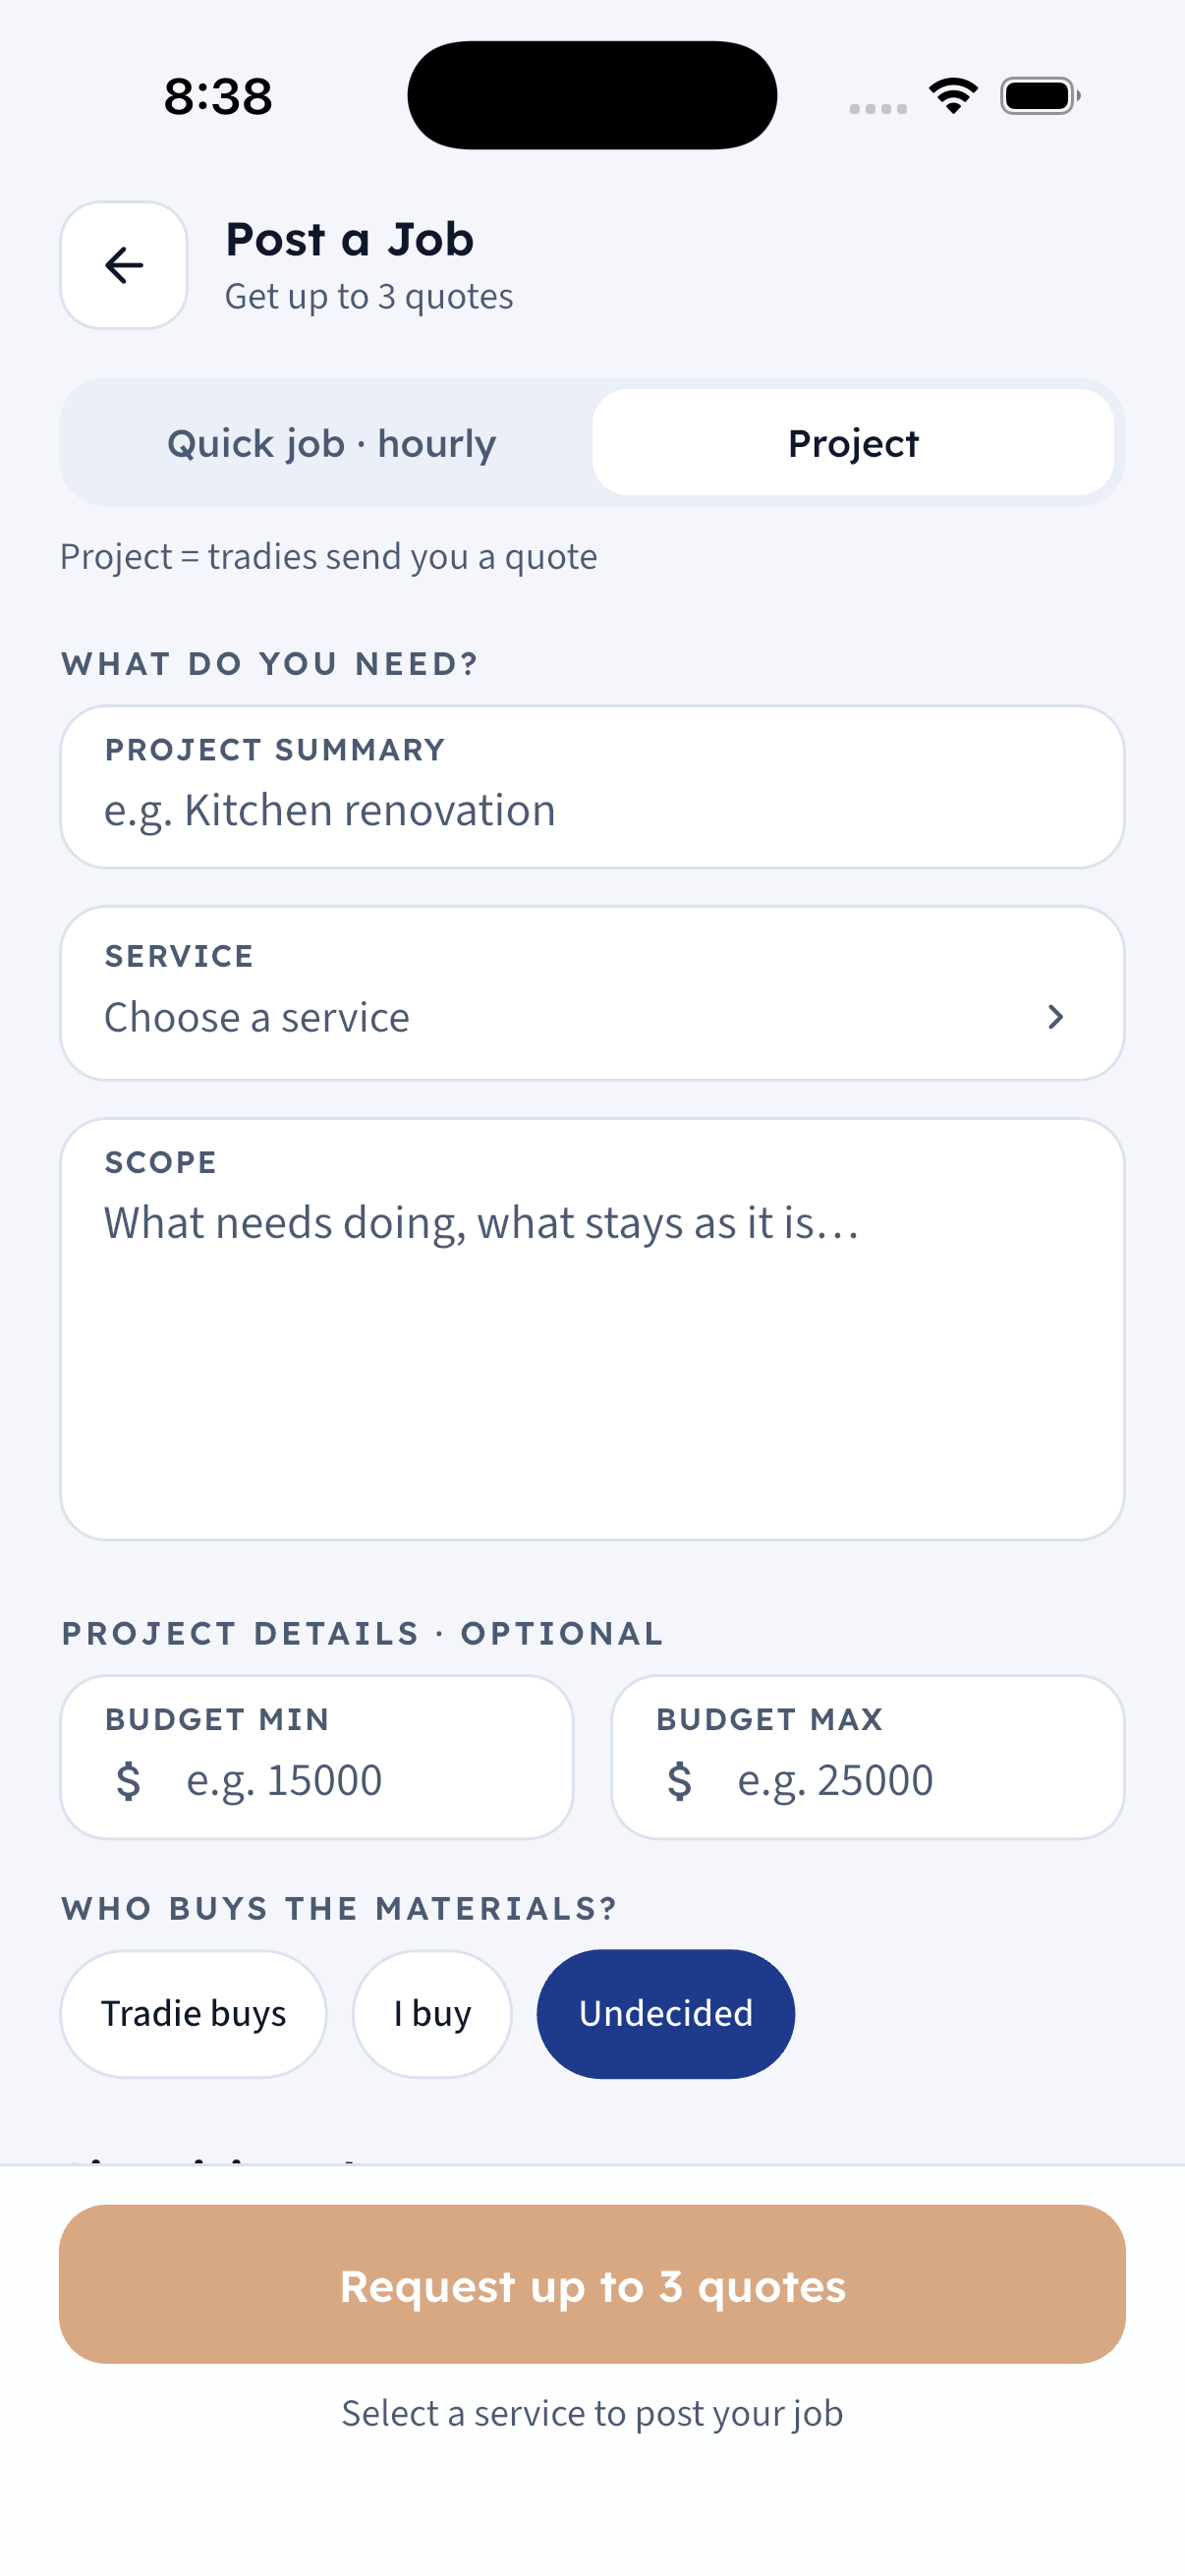 8:38
Post a Job
Get up to 3 quotes
Quick job · hourly
Project
Project = tradies send you a quote
WHAT DO YOU NEED?
PROJECT SUMMARY
e.g. Kitchen renovation
SERVICE
Choose a service
SCOPE
What needs doing, what stays as it is…
PROJECT DETAILS · OPTIONAL
BUDGET MIN
$ e.g. 15000
BUDGET MAX
$ e.g. 25000
WHO BUYS THE MATERIALS?
Tradie buys
I buy
Undecided
Request up to 3 quotes
Select a service to post your job